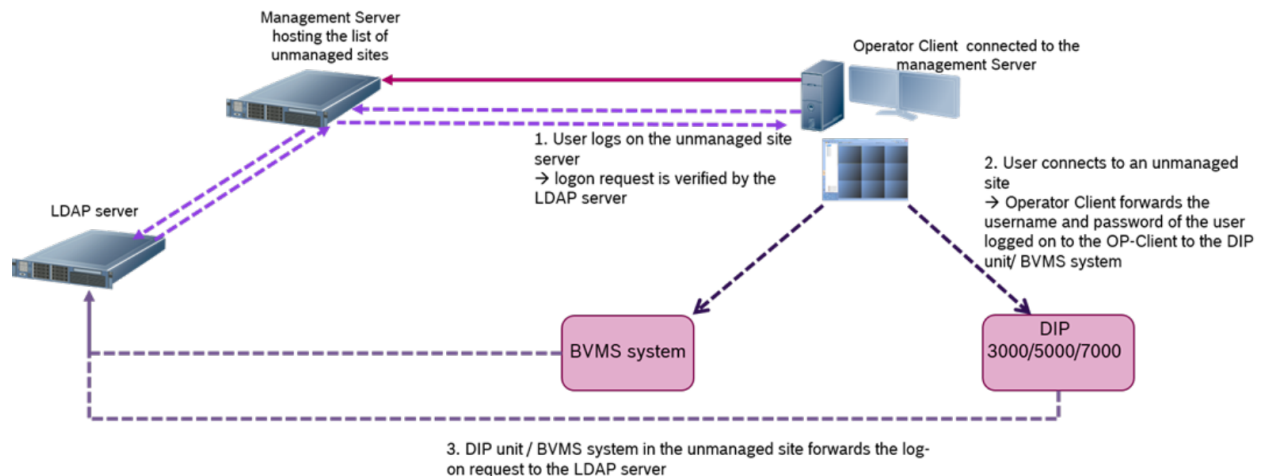 Management Server
hosting the list of
unmanaged sites
Operator Client  connected to the
management Server
1. User logs on the unmanaged site
server
→ logon request is verified by the
LDAP server
2. User connects to an unmanaged
site
→ Operator Client forwards the
username and password of the user
logged on to the OP-Client to the DIP
unit/ BVMS system
LDAP server
BVMS system
DIP
3000/5000/7000
3. DIP unit / BVMS system in the unmanaged site forwards the log-
on request to the LDAP server